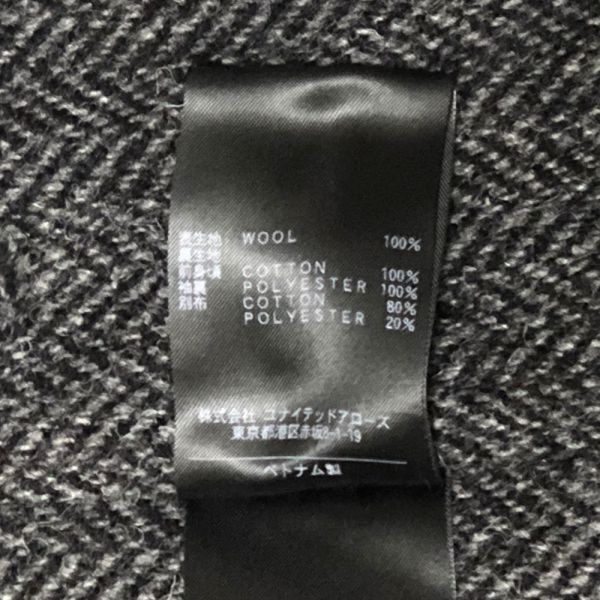 表生地 WOOL 100%
裏生地
前身頃 COTTON 100%
袖裏 POLYESTER 100%
別布 COTTON 80%
POLYESTER 20%
株式会社 ユナイテッドアローズ
東京都港区赤坂8-1-19
ベトナム製